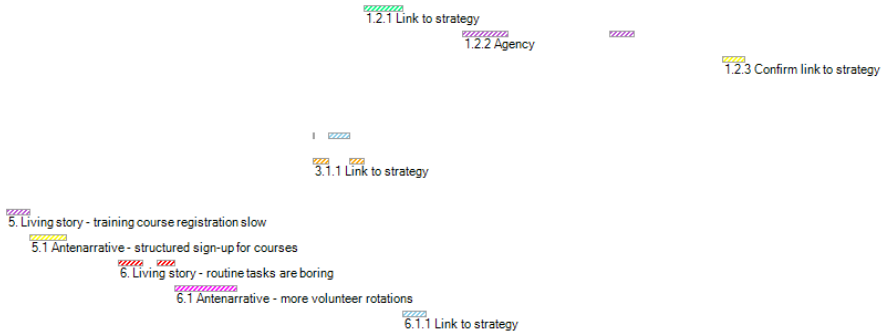 1.2.1 Link to strategy
1.2.2 Agency
1.2.3 Confirm link to strategy
3.1.1 Link to strategy
5. Living story - training course registration slow
5.1 Antenarrative - structured sign-up for courses
6. Living story - routine tasks are boring
6.1 Antenarrative - more volunteer rotations
6.1.1 Link to strategy